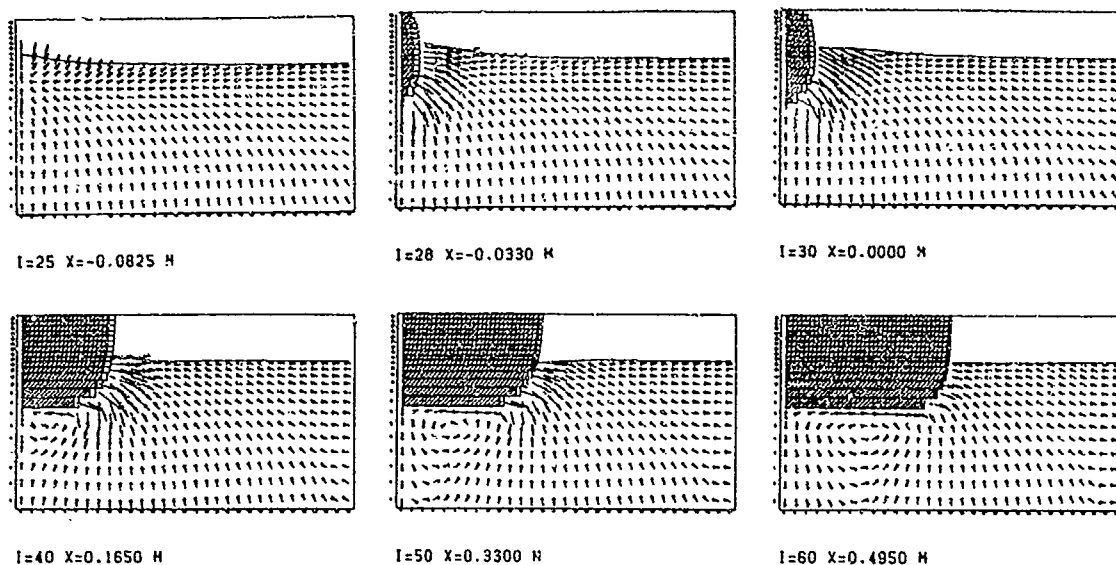 I=25 X=-0.0825 M
I=28 X=-0.0330 M
I=30 X=0.0000 M
I=40 X=0.1650 M
I=50 X=0.3300 M
I=60 X=0.4950 M